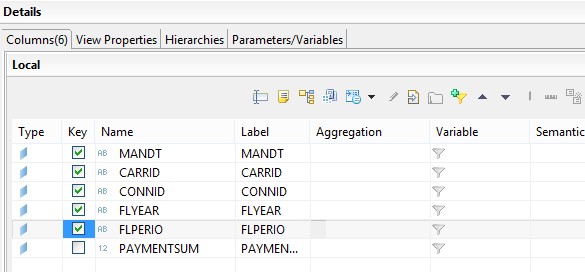 Details
Columns(6) View Properties Hierarchies Parameters/Variables
Local
Type Key Name Label Aggregation Variable Semantic
AB MANDT MANDT
AB CARRID CARRID
AB CONNID CONNID
AB FLYEAR FLYEAR
AB FLPERIO FLPERIO
12 PAYMENTSUM PAYMEN...